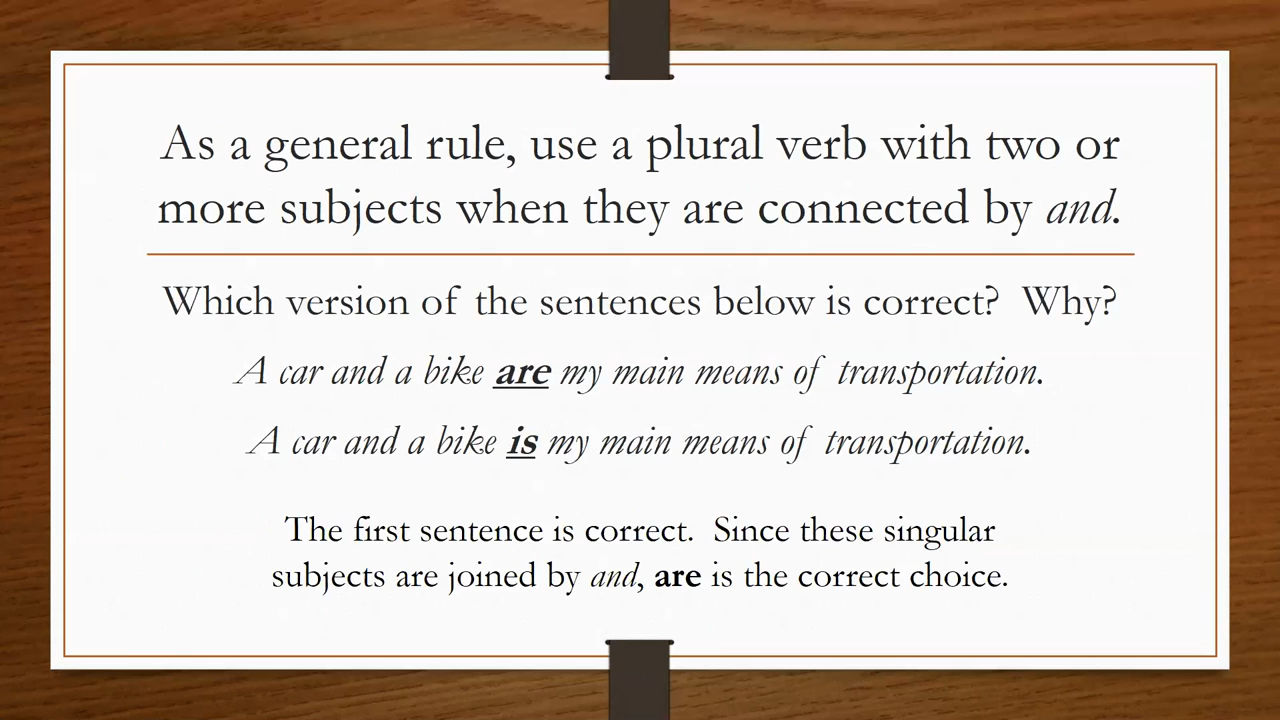 As a general rule, use a plural verb with two or
more subjects when they are connected by and.
Which version of the sentences below is correct? Why?
A car and a bike are my main means of transportation.
A car and a bike is my main means of transportation.
The first sentence is correct. Since these singular
subjects are joined by and, are is the correct choice.